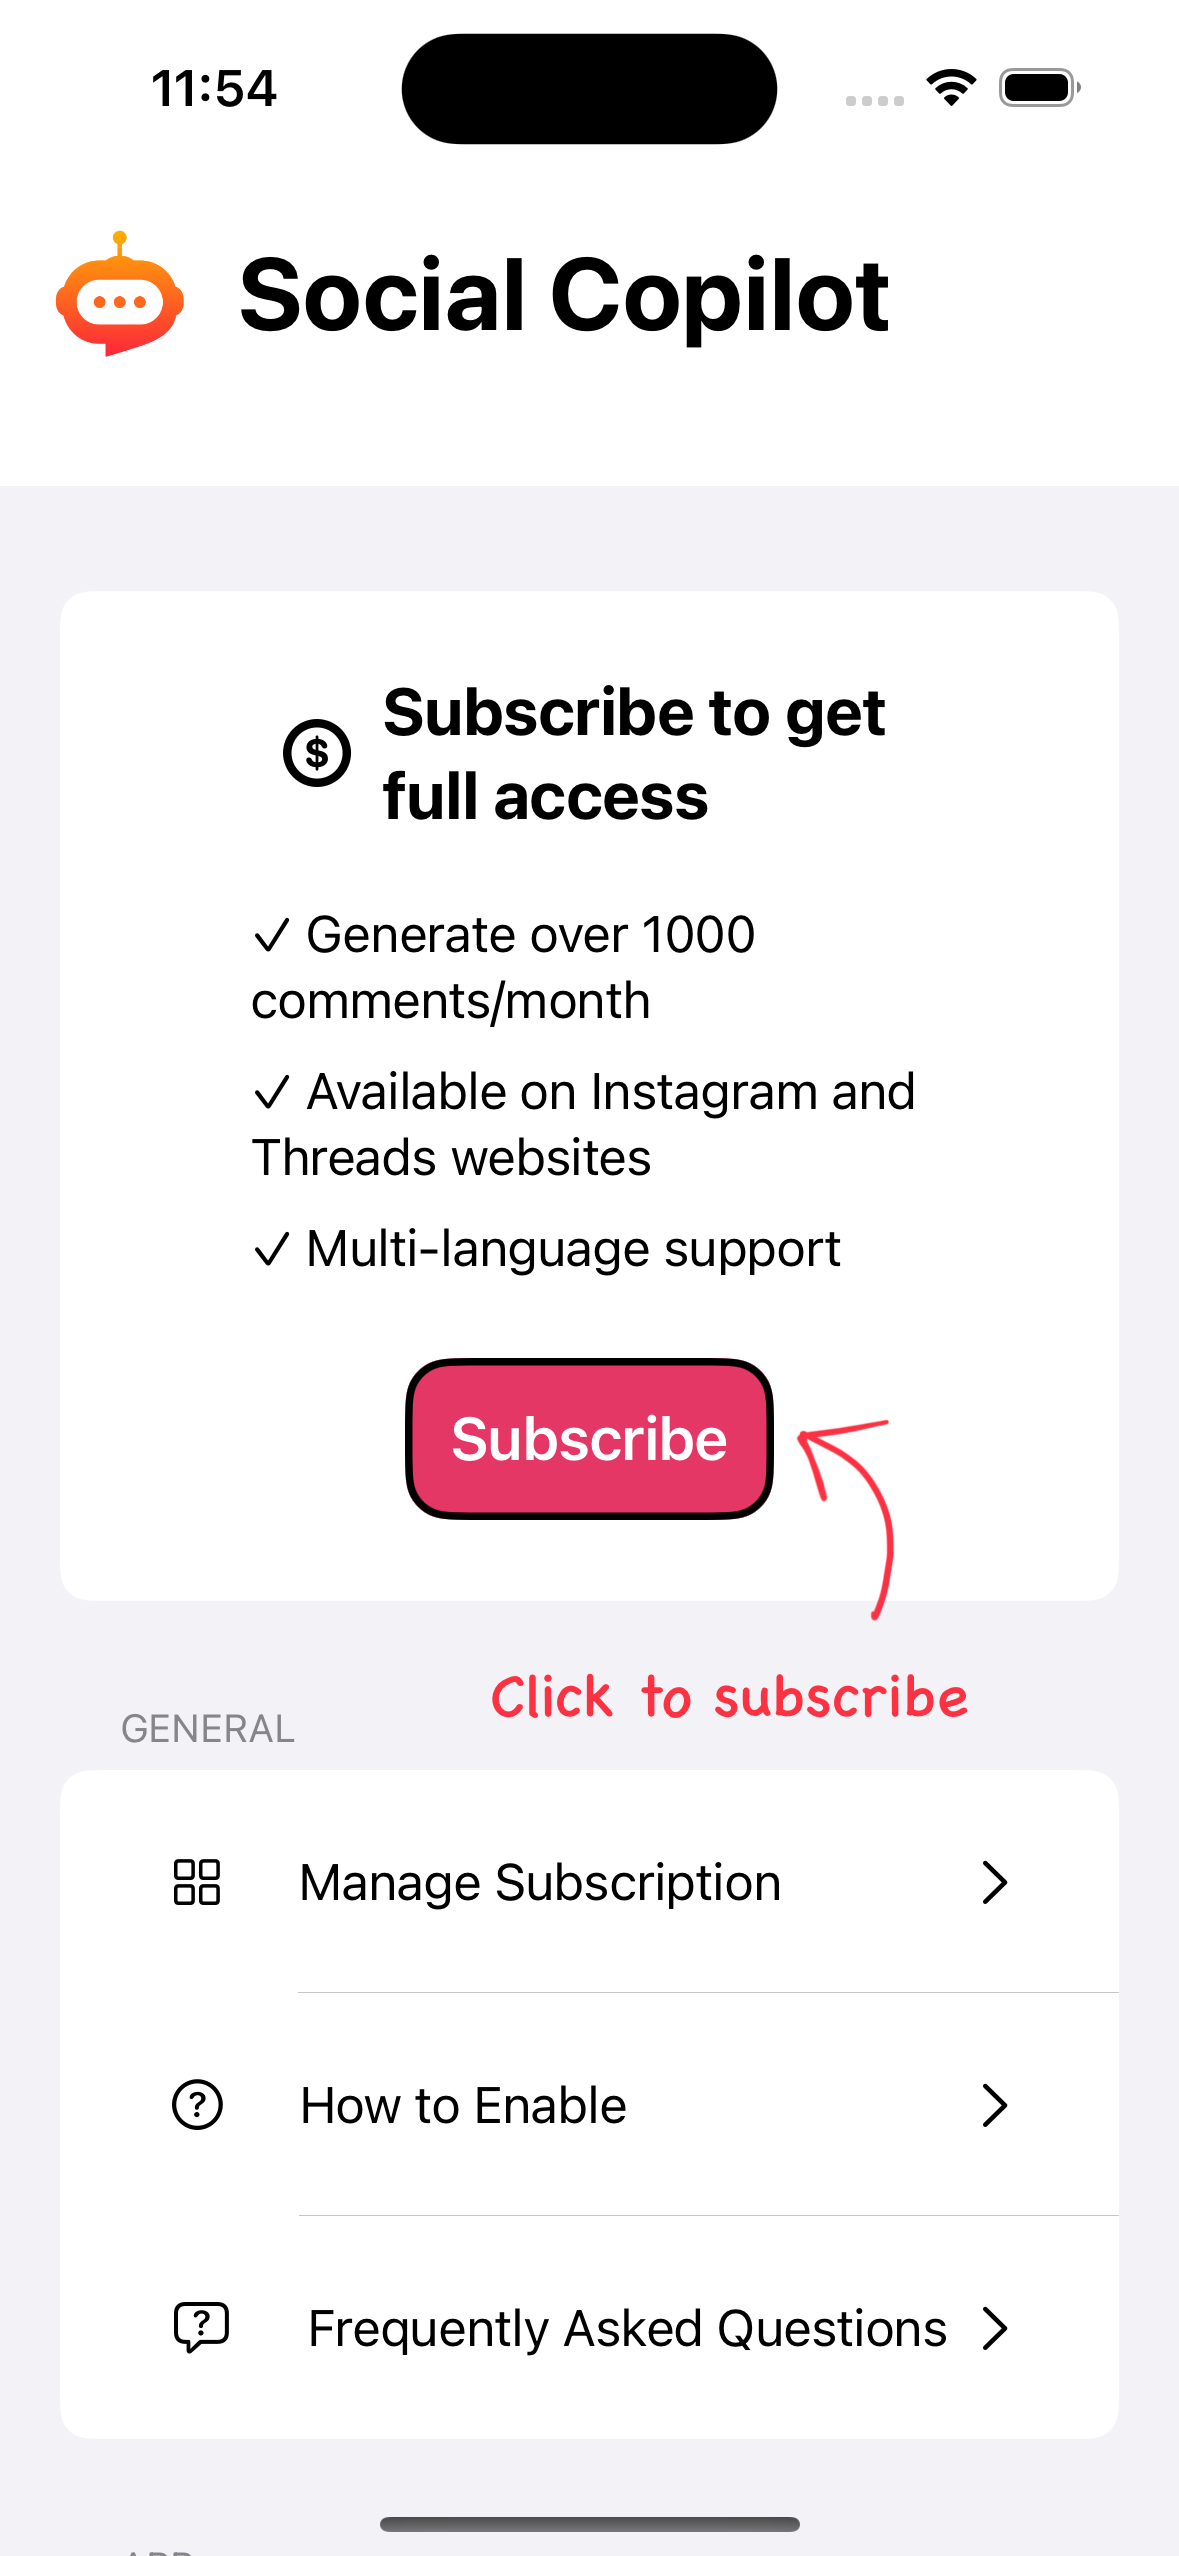 11:54
Social Copilot
$
Subscribe to get
full access
✓ Generate over 1000
comments/month
✓ Available on Instagram and
Threads websites
✓ Multi-language support
Subscribe
Click to subscribe
GENERAL
Manage Subscription
? How to Enable
? Frequently Asked Questions